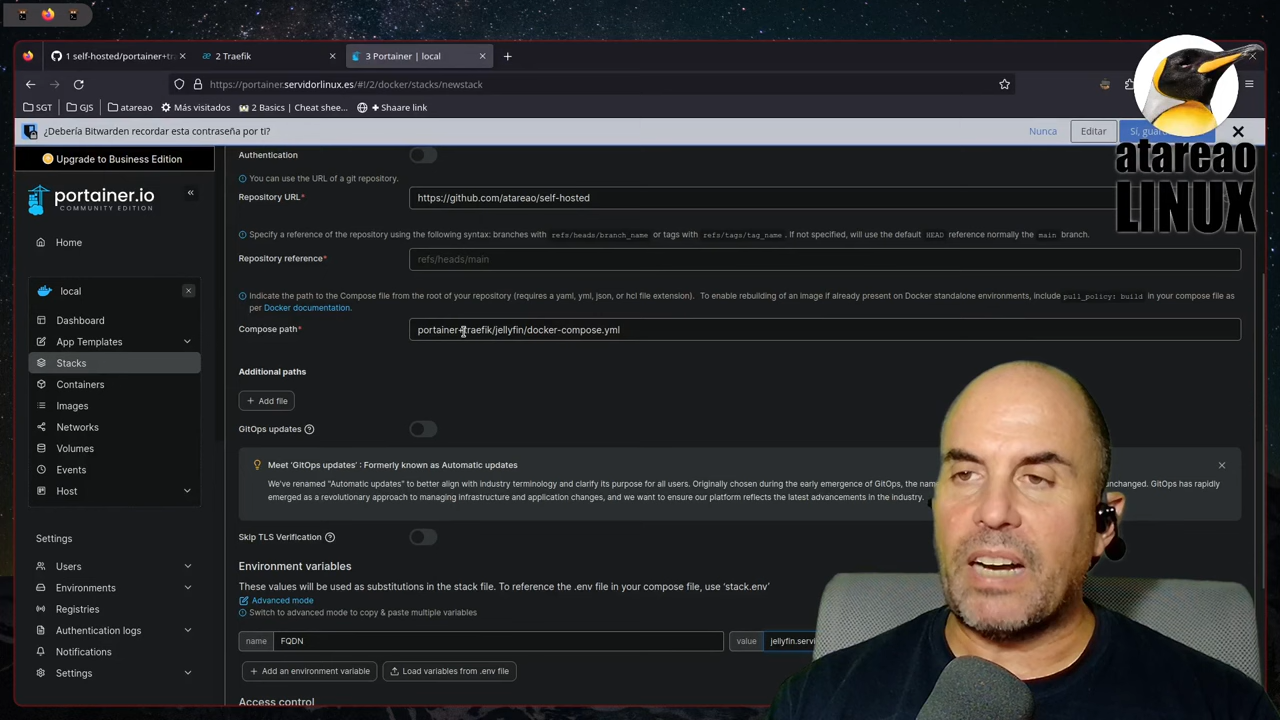 1 self-hosted/portainer+tr
2 Traefik
3 Portainer | local
https://portainer.servidorlinux.es/#!/2/docker/stacks/newstack
SGT
GJS
atareao
Más visitados
2 Basics | Cheat shee...
Shaare link
¿Debería Bitwarden recordar esta contraseña por ti?
Nunca
Editar
Sí, gua
atareao
LINUX
Upgrade to Business Edition
portainer.io
COMMUNITY EDITION
Home
local
Dashboard
App Templates
Stacks
Containers
Images
Networks
Volumes
Events
Host
Settings
Users
Environments
Registries
Authentication logs
Notifications
Settings
Authentication
You can use the URL of a git repository.
Repository URL*
https://github.com/atareao/self-hosted
Specify a reference of the repository using the following syntax: branches with refs/heads/branch_name or tags with refs/tags/tag_name. If not specified, will use the default HEAD reference normally the main branch.
Repository reference*
refs/heads/main
Indicate the path to the Compose file from the root of your repository (requires a yaml, yml, json, or hcl file extension). To enable rebuilding of an image if already present on Docker standalone environments, include pull_policy: build in your compose file as
per Docker documentation.
Compose path*
portainer+traefik/jellyfin/docker-compose.yml
Additional paths
+ Add file
GitOps updates
Meet 'GitOps updates' : Formerly known as Automatic updates
We've renamed "Automatic updates" to better align with industry terminology and clarify its purpose for all users. Originally chosen during the early emergence of GitOps, the nam unchanged. GitOps has rapidly
emerged as a revolutionary approach to managing infrastructure and application changes, and we want to ensure our platform reflects the latest advancements in the industry.
Skip TLS Verification
Environment variables
These values will be used as substitutions in the stack file. To reference the .env file in your compose file, use 'stack.env'
Advanced mode
Switch to advanced mode to copy & paste multiple variables
name
FQDN
value
jellyfin.servi
+ Add an environment variable
Load variables from .env file
Access control